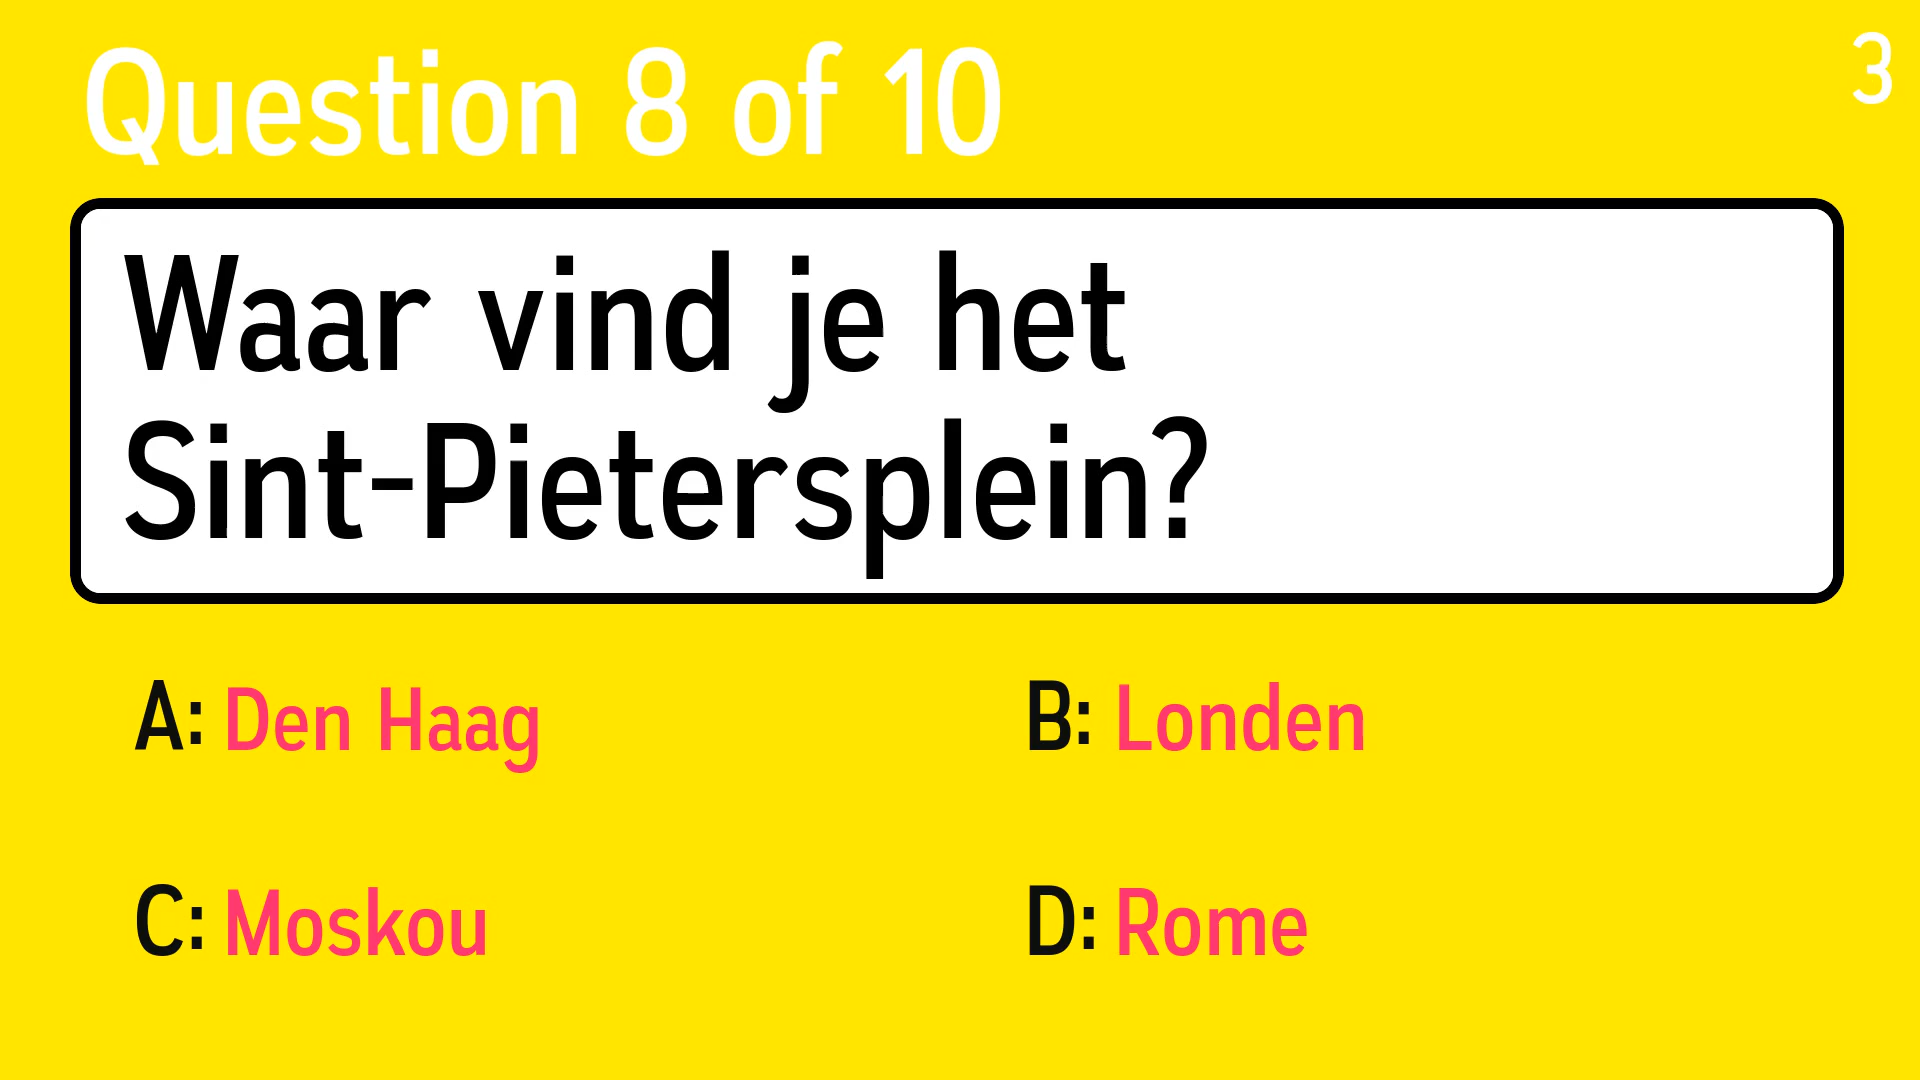 Question 8 of 10
3
Waar vind je het
Sint-Pietersplein?
A: Den Haag
B: Londen
C: Moskou
D: Rome